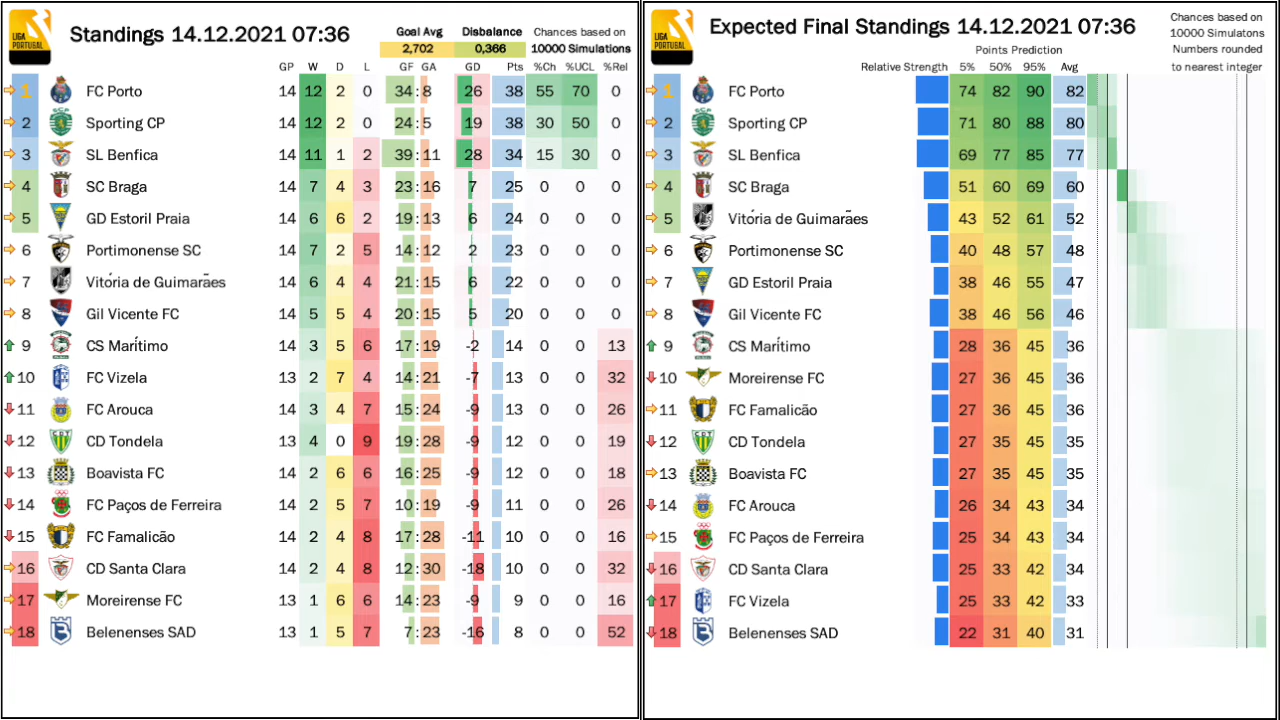 LIGA
PORTUGAL
Standings 14.12.2021 07:36
Goal Avg Disbalance Chances based on
2,702 0,366 10000 Simulations
GP W D L GF GA GD Pts %Ch %UCL %Rel
1 FC Porto 14 12 2 0 34:8 26 38 55 70 0
2 Sporting CP 14 12 2 0 24:5 19 38 30 50 0
3 SL Benfica 14 11 1 2 39:11 28 34 15 30 0
4 SC Braga 14 7 4 3 23:16 7 25 0 0 0
5 GD Estoril Praia 14 6 6 2 19:13 6 24 0 0 0
6 Portimonense SC 14 7 2 5 14:12 2 23 0 0 0
7 Vitória de Guimarães 14 6 4 4 21:15 6 22 0 0 0
8 Gil Vicente FC 14 5 5 4 20:15 5 20 0 0 0
9 CS Marítimo 14 3 5 6 17:19 -2 14 0 0 13
10 FC Vizela 13 2 7 4 14:21 -7 13 0 0 32
11 FC Arouca 14 3 4 7 15:24 -9 13 0 0 26
12 CD Tondela 13 4 0 9 19:28 -9 12 0 0 19
13 Boavista FC 14 2 6 6 16:25 -9 12 0 0 18
14 FC Paços de Ferreira 14 2 5 7 10:19 -9 11 0 0 26
15 FC Famalicão 14 2 4 8 17:28 -11 10 0 0 16
16 CD Santa Clara 14 2 4 8 12:30 -18 10 0 0 32
17 Moreirense FC 13 1 6 6 14:23 -9 9 0 0 16
18 Belenenses SAD 13 1 5 7 7:23 -16 8 0 0 52
LIGA
PORTUGAL
Expected Final Standings 14.12.2021 07:36
Chances based on
10000 Simulatons
Numbers rounded
to nearest integer
Points Prediction
Relative Strength 5% 50% 95% Avg
1 FC Porto 74 82 90 82
2 Sporting CP 71 80 88 80
3 SL Benfica 69 77 85 77
4 SC Braga 51 60 69 60
5 Vitória de Guimarães 43 52 61 52
6 Portimonense SC 40 48 57 48
7 GD Estoril Praia 38 46 55 47
8 Gil Vicente FC 38 46 56 46
9 CS Marítimo 28 36 45 36
10 Moreirense FC 27 36 45 36
11 FC Famalicão 27 36 45 36
12 CD Tondela 27 35 45 35
13 Boavista FC 27 35 45 35
14 FC Arouca 26 34 43 34
15 FC Paços de Ferreira 25 34 43 34
16 CD Santa Clara 25 33 42 34
17 FC Vizela 25 33 42 33
18 Belenenses SAD 22 31 40 31